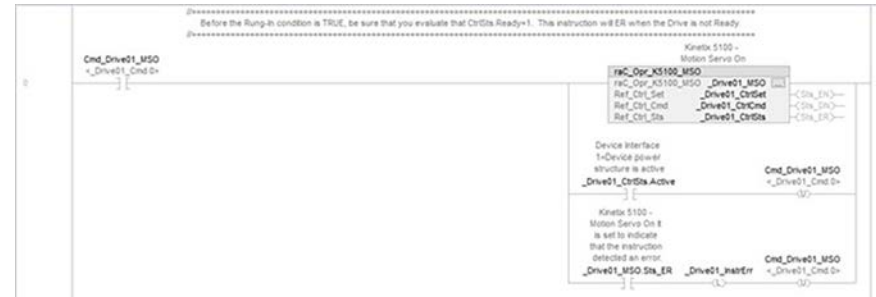 Before the Rung-In condition is TRUE, be sure that you evaluate that CtrlSts.Ready=1. This instruction will ER when the Drive is not Ready.
Kinetix 5100 -
Motion Servo On
Cmd_Drive01_MSO
<_Drive01_Cmd.0>
raC_Opr_K5100_MSO
raC_Opr_K5100_MSO _Drive01_MSO ...
Ref_Ctrl_Set _Drive01_CtrlSet
Ref_Ctrl_Cmd _Drive01_CtrlCmd
Ref_Ctrl_Sts _Drive01_CtrlSts
Sts_EN
Sts_DN
Sts_ER
0
Device Interface
1=Device power
structure is active
_Drive01_CtrlSts.Active
Cmd_Drive01_MSO
<_Drive01_Cmd.0>
U
Kinetix 5100 -
Motion Servo On It
is set to indicate
that the instruction
detected an error.
_Drive01_MSO.Sts_ER
_Drive01_InstrErr
L
Cmd_Drive01_MSO
<_Drive01_Cmd.0>
U